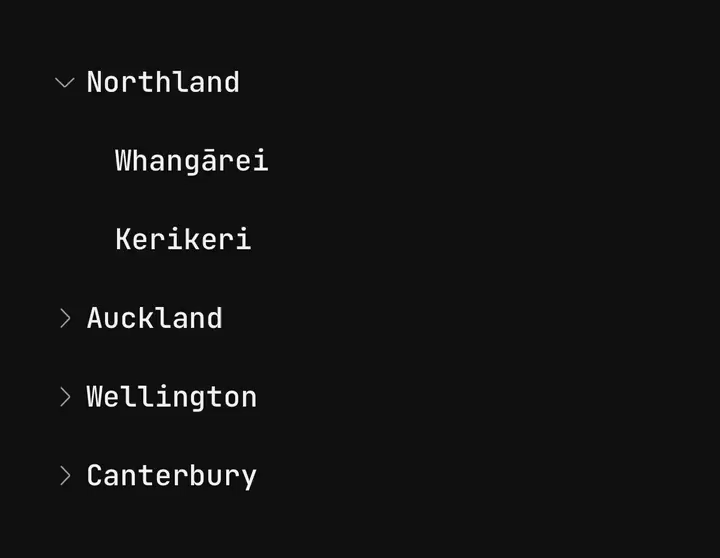 Northland
Whangārei
Kerikeri
Auckland
Wellington
Canterbury